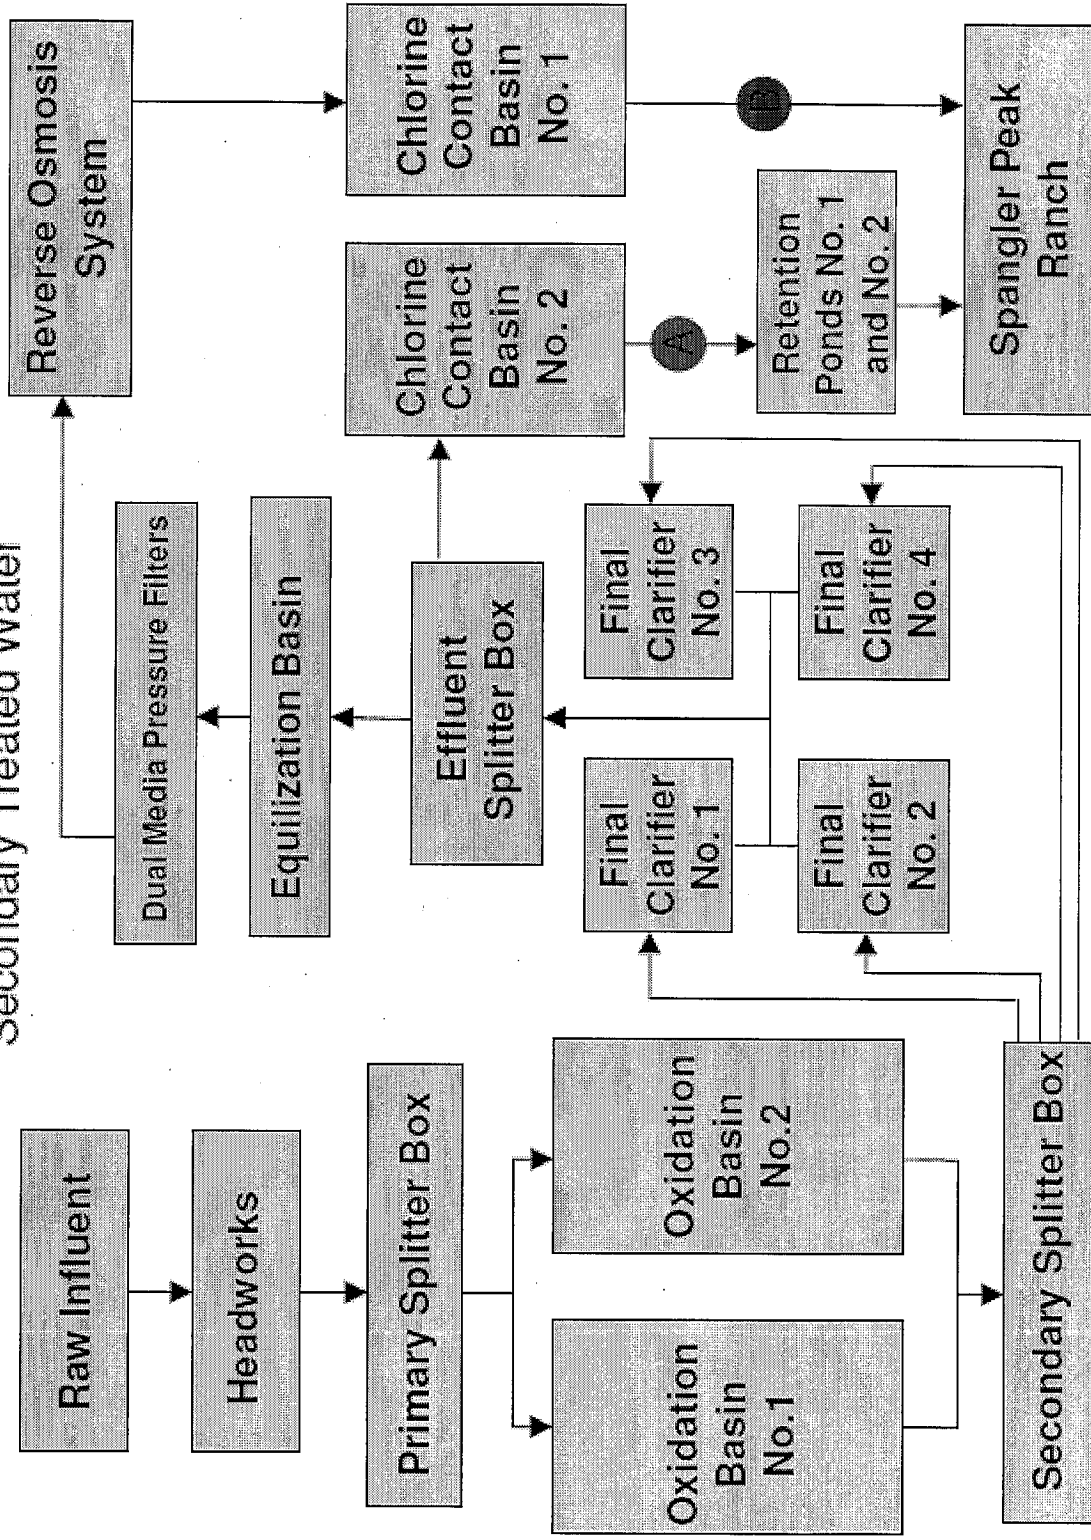 Secondary Treated Water
Raw Influent
Headworks
Primary Splitter Box
Oxidation
Basin
No.1
Oxidation
Basin
No.2
Secondary Splitter Box
Dual Media Pressure Filters
Equilization Basin
Effluent
Splitter Box
Final
Clarifier
No. 1
Final
Clarifier
No. 2
Final
Clarifier
No. 3
Final
Clarifier
No. 4
Reverse Osmosis
System
Chlorine
Contact
Basin
No. 2
Chlorine
Contact
Basin
No. 1
A
B
Retention
Ponds No. 1
and No. 2
Spangler Peak
Ranch